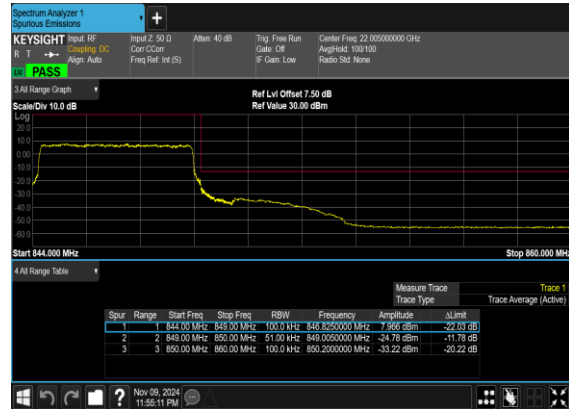 Spectrum Analyzer 1
Spurious Emissions
+
KEYSIGHT Input: RF Input Z: 50 Ω Atten: 40 dB Trig: Free Run Center Freq: 22.005000000 GHz
R T Coupling: DC Corr CCorr Gate: Off Avg|Hold: 100/100
Align: Auto Freq Ref: Int (S) IF Gain: Low Radio Std: None
PASS
3 All Range Graph
Ref Lvl Offset 7.50 dB
Scale/Div 10.0 dB Ref Value 30.00 dBm
Log
20.0
10.0
0.00
-10.0
-20.0
-30.0
-40.0
-50.0
-60.0
Start 844.000 MHz Stop 860.000 MHz
4 All Range Table
Measure Trace Trace 1
Trace Type Trace Average (Active)
Spur Range Start Freq Stop Freq RBW Frequency Amplitude ΔLimit
1 1 844.00 MHz 849.00 MHz 100.0 kHz 846.8250000 MHz 7.966 dBm -22.03 dB
2 2 849.00 MHz 850.00 MHz 51.00 kHz 849.0050000 MHz -24.78 dBm -11.78 dB
3 3 850.00 MHz 860.00 MHz 100.0 kHz 850.2000000 MHz -33.22 dBm -20.22 dB
? Nov 09, 2024
11:55:11 PM